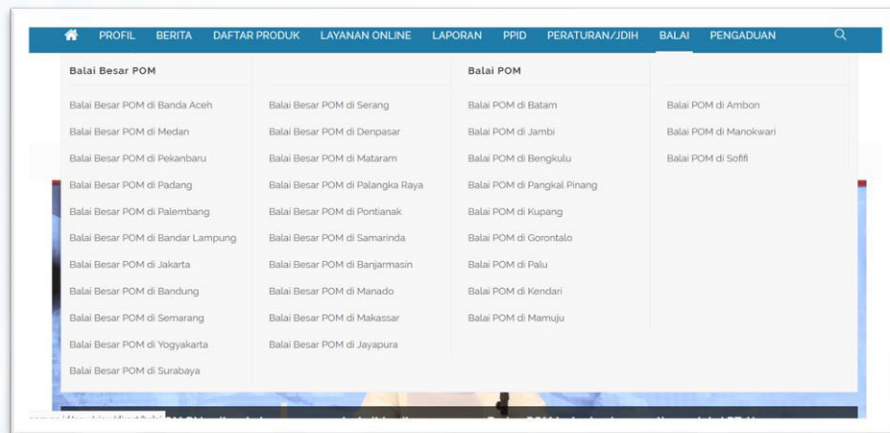 PROFIL BERITA DAFTAR PRODUK LAYANAN ONLINE LAPORAN PPID PERATURAN/JDIH BALAI PENGADUAN
Balai Besar POM
Balai Besar POM di Banda Aceh
Balai Besar POM di Medan
Balai Besar POM di Pekanbaru
Balai Besar POM di Padang
Balai Besar POM di Palembang
Balai Besar POM di Bandar Lampung
Balai Besar POM di Jakarta
Balai Besar POM di Bandung
Balai Besar POM di Semarang
Balai Besar POM di Yogyakarta
Balai Besar POM di Surabaya
Balai Besar POM di Serang
Balai Besar POM di Denpasar
Balai Besar POM di Mataram
Balai Besar POM di Palangka Raya
Balai Besar POM di Pontianak
Balai Besar POM di Samarinda
Balai Besar POM di Banjarmasin
Balai Besar POM di Manado
Balai Besar POM di Makassar
Balai Besar POM di Jayapura
Balai POM
Balai POM di Batam
Balai POM di Jambi
Balai POM di Bengkulu
Balai POM di Pangkal Pinang
Balai POM di Kupang
Balai POM di Gorontalo
Balai POM di Palu
Balai POM di Kendari
Balai POM di Mamuju
Balai POM di Ambon
Balai POM di Manokwari
Balai POM di Sofifi